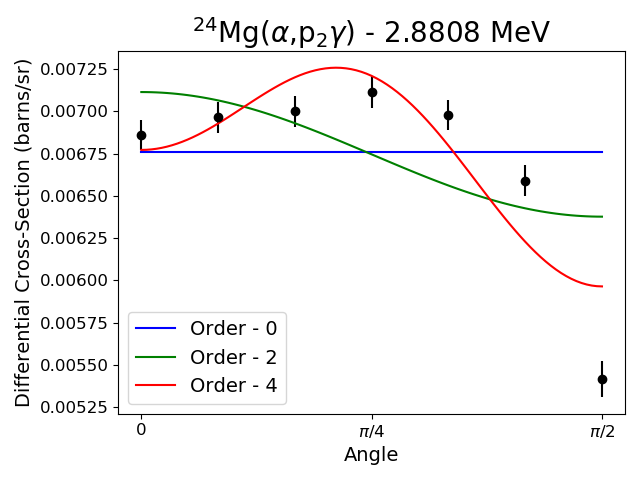 ²⁴Mg(α,p₂γ) - 2.8808 MeV
Differential Cross-Section (barns/sr)
0.00725
0.00700
0.00675
0.00650
0.00625
0.00600
0.00575
0.00550
0.00525
Order - 0
Order - 2
Order - 4
0 π/4 π/2
Angle